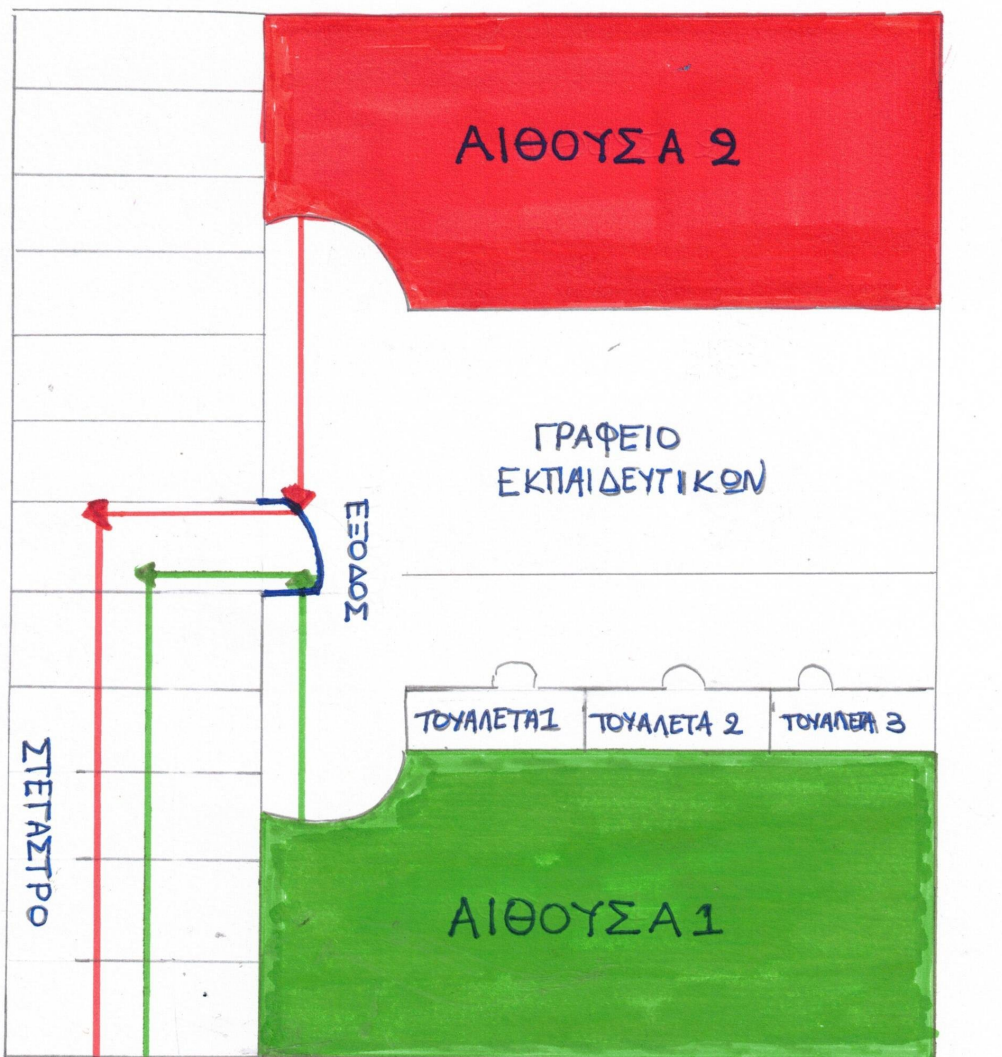 ΑΙΘΟΥΣΑ 2
ΓΡΑΦΕΙΟ
ΕΚΠΑΙΔΕΥΤΙΚΩΝ
ΕΞΟΔΟΣ
ΤΟΥΑΛΕΤΑ1
ΤΟΥΑΛΕΤΑ 2
ΤΟΥΑΛΕΤΑ 3
ΣΤΕΓΑΣΤΡΟ
ΑΙΘΟΥΣΑ 1